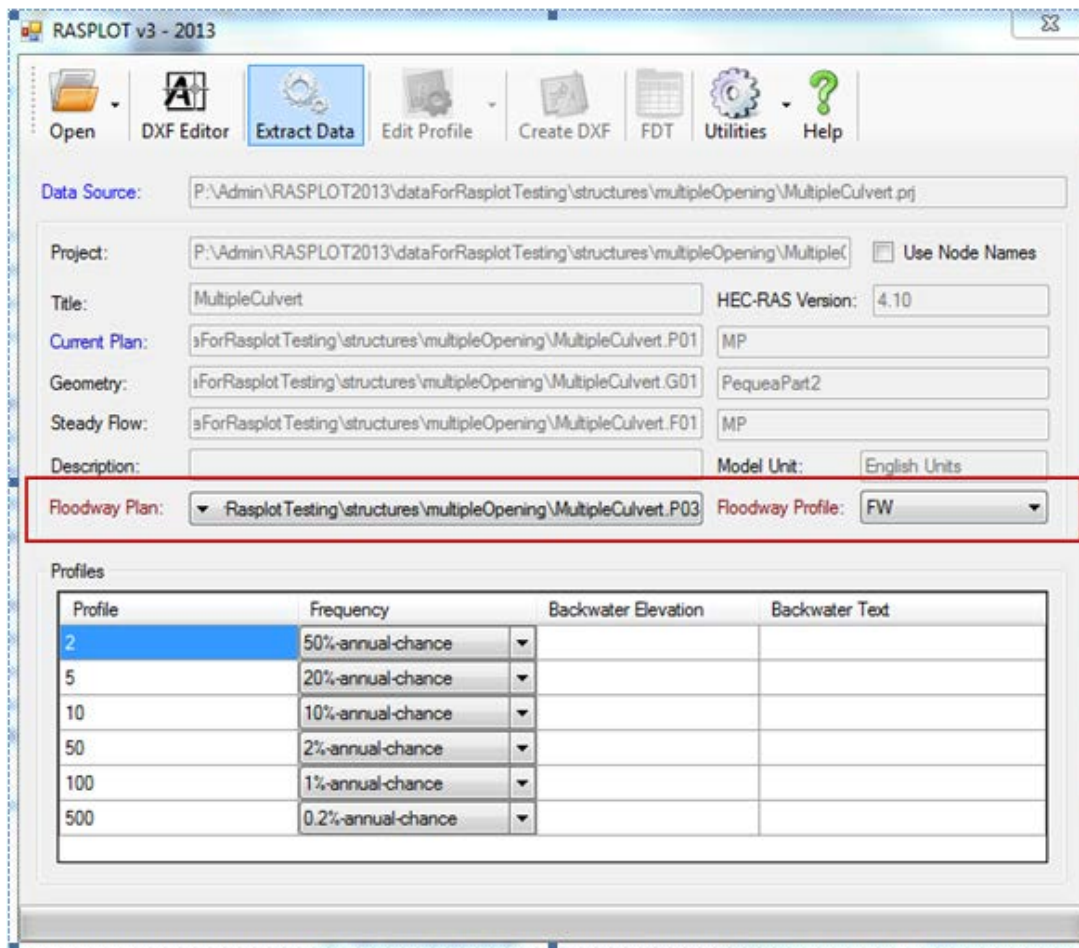 RASPLOT v3 - 2013
Open DXF Editor Extract Data Edit Profile Create DXF FDT Utilities Help
Data Source: P:\Admin\RASPLOT2013\dataForRasplotTesting\structures\multipleOpening\MultipleCulvert.prj
Project: P:\Admin\RASPLOT2013\dataForRasplotTesting\structures\multipleOpening\Multiple( Use Node Names
Title: MultipleCulvert HEC-RAS Version: 4.10
Current Plan: aForRasplotTesting\structures\multipleOpening\MultipleCulvert.P01 MP
Geometry: aForRasplotTesting\structures\multipleOpening\MultipleCulvert.G01 PequeaPart2
Steady Flow: aForRasplotTesting\structures\multipleOpening\MultipleCulvert.F01 MP
Description: Model Unit: English Units
Floodway Plan: RasplotTesting\structures\multipleOpening\MultipleCulvert.P03 Floodway Profile: FW
Profiles
Profile Frequency Backwater Elevation Backwater Text
2 50%-annual-chance
5 20%-annual-chance
10 10%-annual-chance
50 2%-annual-chance
100 1%-annual-chance
500 0.2%-annual-chance